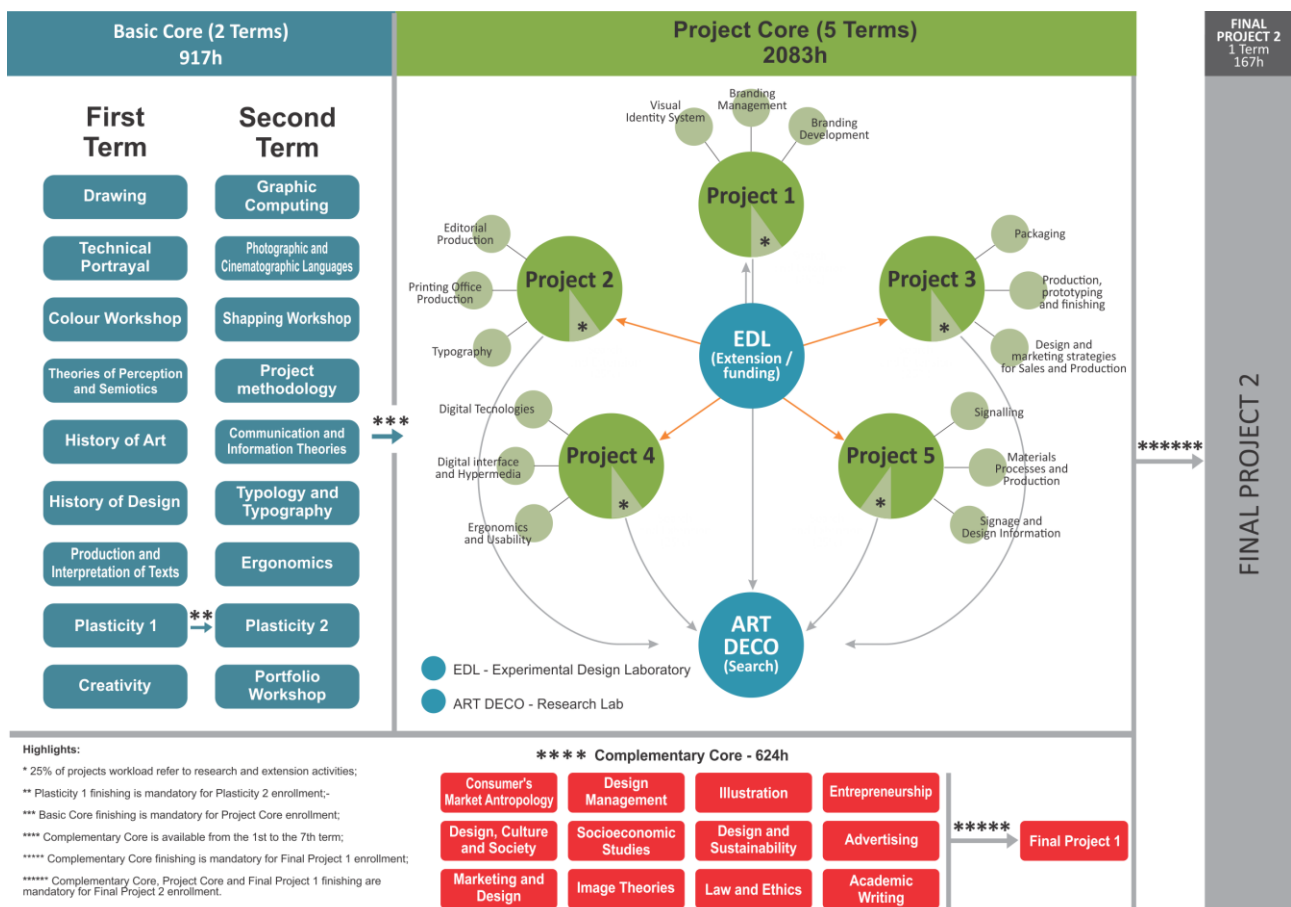 Basic Core (2 Terms)
917h
Project Core (5 Terms)
2083h
FINAL
PROJECT 2
1 Term
167h
First
Term
Second
Term
Drawing
Graphic
Computing
Technical
Portrayal
Photographic and
Cinematographic Languages
Colour Workshop
Shapping Workshop
Theories of Perception
and Semiotics
Project
methodology
History of Art
Communication and
Information Theories
History of Design
Typology and
Typography
Production and
Interpretation of Texts
Ergonomics
Plasticity 1
**
Plasticity 2
Creativity
Portfolio
Workshop
***
Visual
Identity System
Branding
Management
Branding
Development
Project 1
*
Editorial
Production
Printing Office
Production
Typography
Project 2
*
Packaging
Production,
prototyping
and finishing
Design and
marketing strategies
for Sales and Production
Project 3
*
EDL
(Extension /
funding)
Digital Tecnologies
Digital interface
and Hypermedia
Ergonomics
and Usability
Project 4
*
Signalling
Materials
Processes and
Production
Signage and
Design Information
Project 5
*
ART
DECO
(Search)
EDL - Experimental Design Laboratory
ART DECO - Research Lab
******
FINAL PROJECT 2
Highlights:
* 25% of projects workload refer to research and extension activities;
** Plasticity 1 finishing is mandatory for Plasticity 2 enrollment;-
*** Basic Core finishing is mandatory for Project Core enrollment;
**** Complementary Core is available from the 1st to the 7th term;
***** Complementary Core finishing is mandatory for Final Project 1 enrollment;
****** Complementary Core, Project Core and Final Project 1 finishing are
mandatory for Final Project 2 enrollment.
**** Complementary Core - 624h
Consumer's
Market Antropology
Design
Management
Illustration
Entrepreneurship
Design, Culture
and Society
Socioeconomic
Studies
Design and
Sustainability
Advertising
Marketing and
Design
Image Theories
Law and Ethics
Academic
Writing
*****
Final Project 1